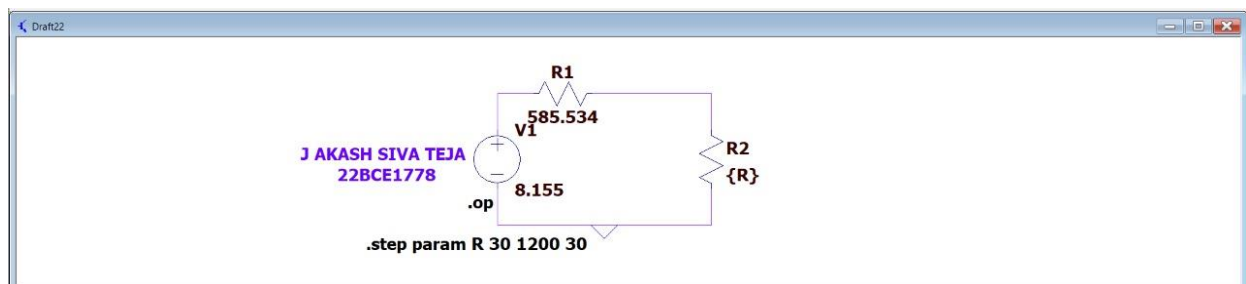 Draft22
R1
585.534
V1
J AKASH SIVA TEJA
22BCE1778
R2
{R}
8.155
.op
.step param R 30 1200 30